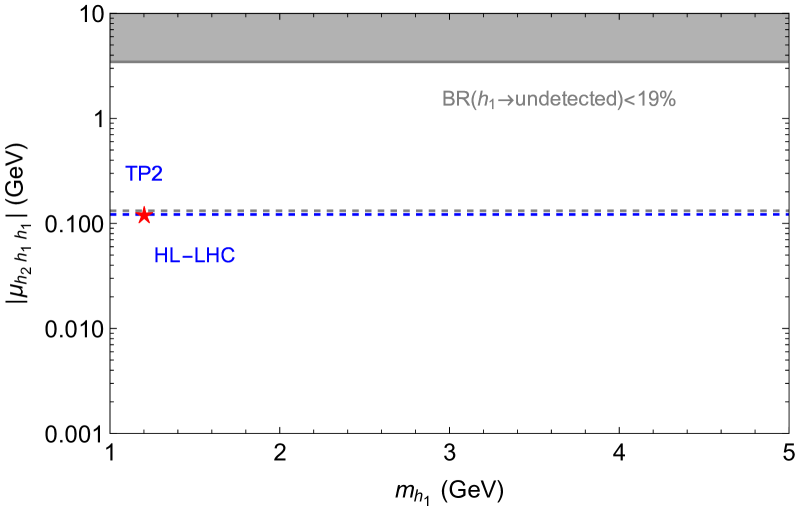 10
BR(h₁→undetected)<19%
1
TP2
0.100
HL−LHC
0.010
0.001
1 2 3 4 5
|μₕ₂ ₕ₁ ₕ₁| (GeV)
mₕ₁ (GeV)